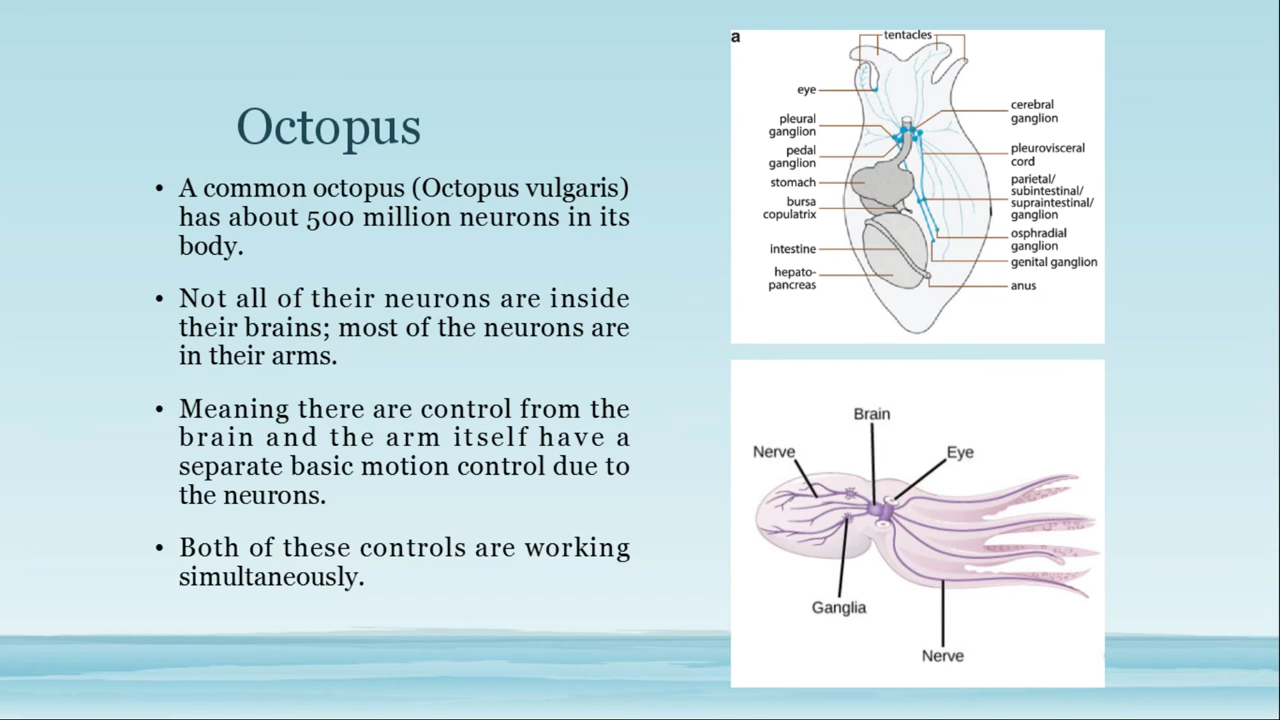 Octopus
• A common octopus (Octopus vulgaris)
has about 500 million neurons in its
body.
• Not all of their neurons are inside
their brains; most of the neurons are
in their arms.
• Meaning there are control from the
brain and the arm itself have a
separate basic motion control due to
the neurons.
• Both of these controls are working
simultaneously.
a
tentacles
eye
pleural
ganglion
pedal
ganglion
stomach
bursa
copulatrix
intestine
hepato-
pancreas
cerebral
ganglion
pleurovisceral
cord
parietal/
subintestinal/
supraintestinal/
ganglion
osphradial
ganglion
genital ganglion
anus
Brain
Nerve
Eye
Ganglia
Nerve